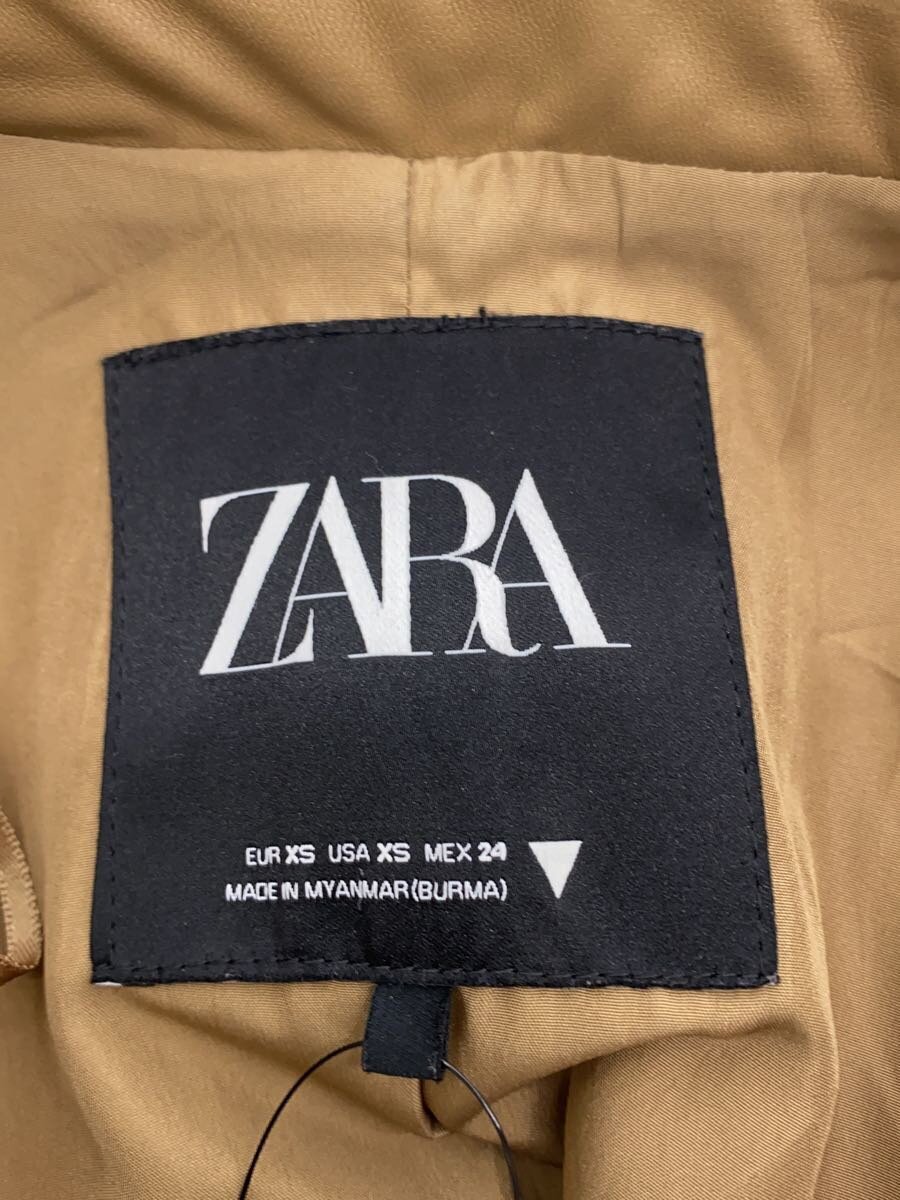 ZARA
EUR XS USA XS MEX 24
MADE IN MYANMAR (BURMA)